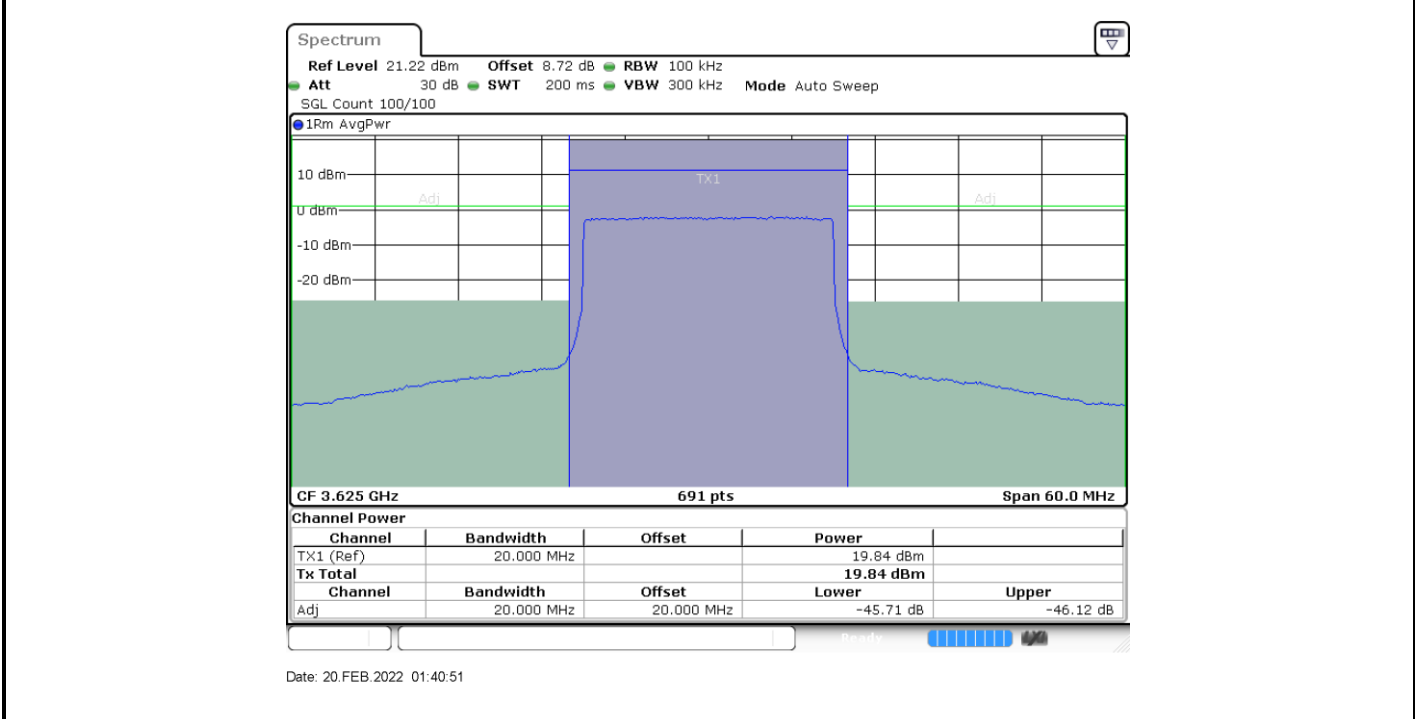 Spectrum
Ref Level 21.22 dBm Offset 8.72 dB RBW 100 kHz
Att 30 dB SWT 200 ms VBW 300 kHz Mode Auto Sweep
SGL Count 100/100
1Rm AvgPwr
10 dBm
TX1
Adj Adj
0 dBm
-10 dBm
-20 dBm
CF 3.625 GHz 691 pts Span 60.0 MHz
Channel Power
Channel Bandwidth Offset Power
TX1 (Ref) 20.000 MHz 19.84 dBm
Tx Total 19.84 dBm
Channel Bandwidth Offset Lower Upper
Adj 20.000 MHz 20.000 MHz -45.71 dB -46.12 dB
Ready
Date: 20.FEB.2022 01:40:51